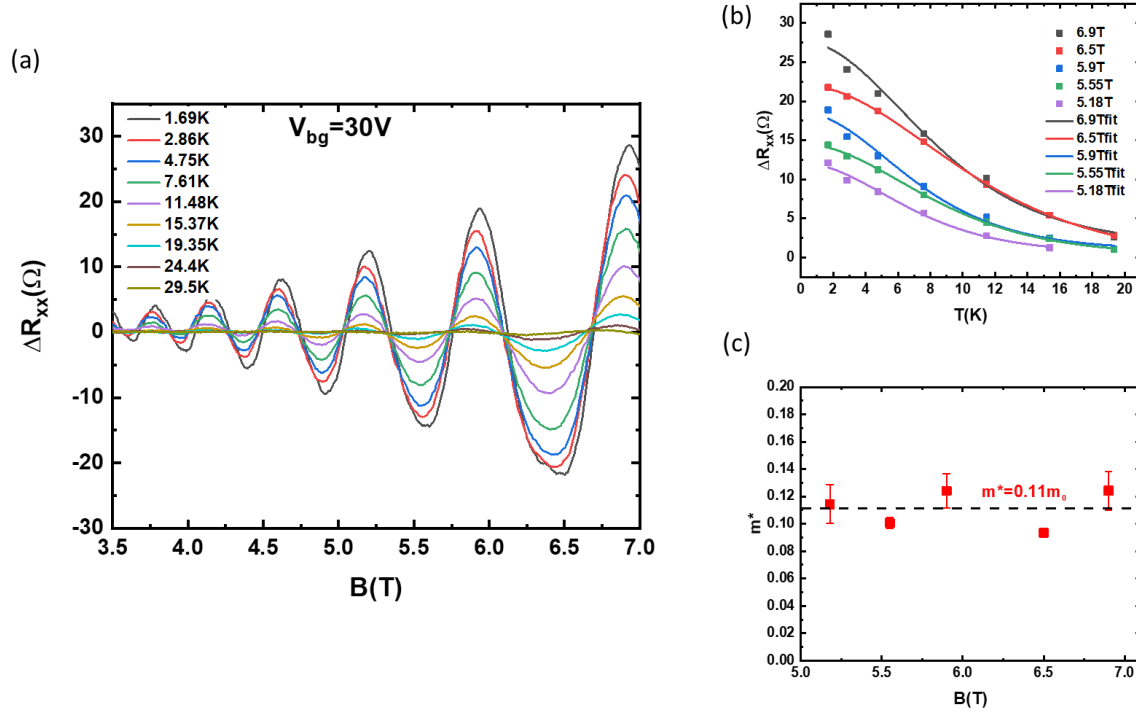 (a)
V_bg=30V
1.69K
2.86K
4.75K
7.61K
11.48K
15.37K
19.35K
24.4K
29.5K
30
20
10
0
-10
-20
-30
ΔR_xx(Ω)
3.5 4.0 4.5 5.0 5.5 6.0 6.5 7.0
B(T)
(b)
30
25
20
15
10
5
0
ΔR_xx(Ω)
6.9T
6.5T
5.9T
5.55T
5.18T
6.9Tfit
6.5Tfit
5.9Tfit
5.55Tfit
5.18Tfit
0 2 4 6 8 10 12 14 16 18 20
T(K)
(c)
0.20
0.18
0.16
0.14
0.12
0.10
0.08
0.06
0.04
0.02
0.00
m*
m*=0.11m₀
5.0 5.5 6.0 6.5 7.0
B(T)